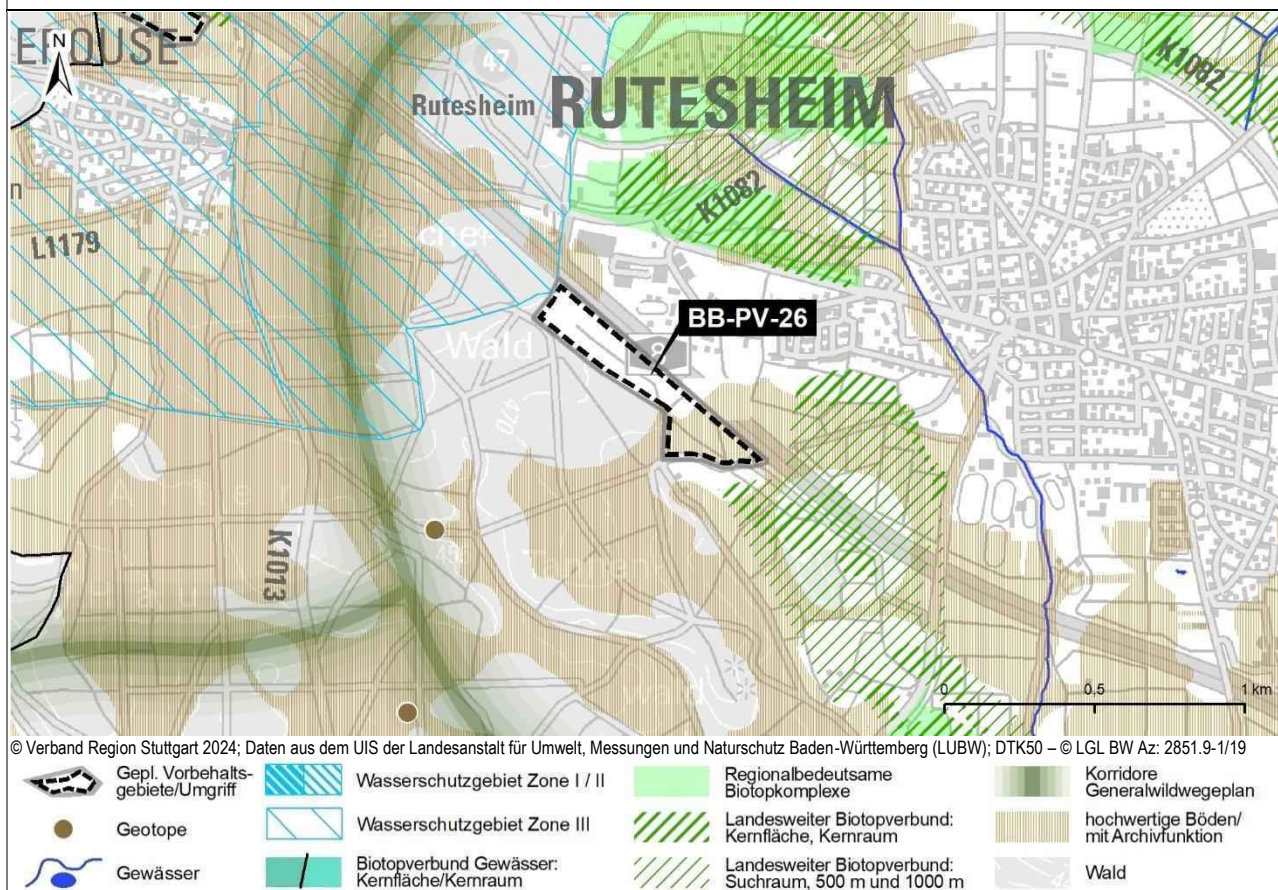 EROUSE
N
47
Rutesheim
RUTESHEIM
K1082
K1082
L1179
Wald
8
BB-PV-26
470
K1013
Wald
0
0,5
1 km
© Verband Region Stuttgart 2024; Daten aus dem UIS der Landesanstalt für Umwelt, Messungen und Naturschutz Baden-Württemberg (LUBW); DTK50 – © LGL BW Az: 2851.9-1/19
Gepl. Vorbehalts-
gebiete/Umgriff
Geotope
Gewässer
Wasserschutzgebiet Zone I / II
Wasserschutzgebiet Zone III
Biotopverbund Gewässer:
Kernfläche/Kernraum
Regionalbedeutsame
Biotopkomplexe
Landesweiter Biotopverbund:
Kernfläche, Kernraum
Landesweiter Biotopverbund:
Suchraum, 500 m und 1000 m
Korridore
Generalwildwegeplan
hochwertige Böden/
mit Archivfunktion
Wald